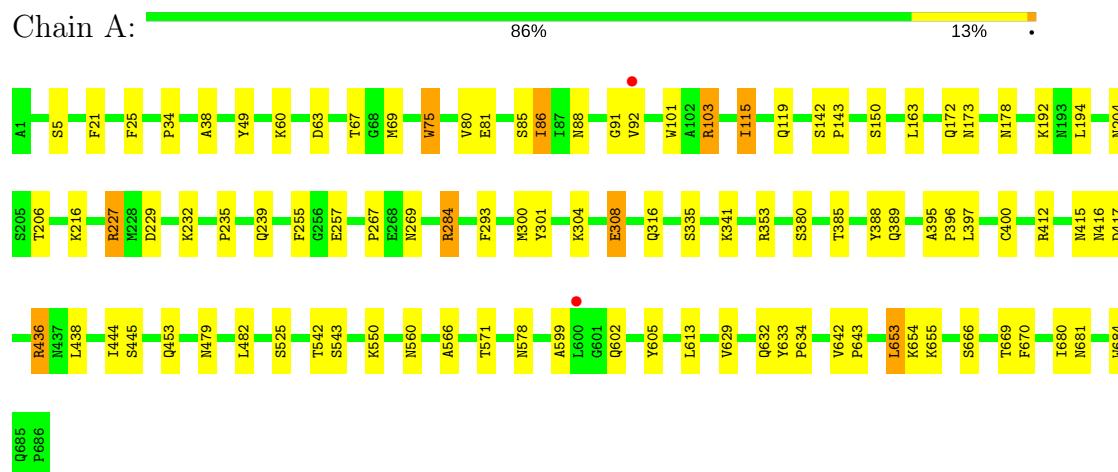 Chain A:
86% 13% •
A1 S5 F21 F25 P34 A38 Y49 K60 D63 T67 G68 M69 W75 V80 E81 S85 I86 I87 N88 G91 V92 W101 A102 R103 I115 Q119 S142 P143 S150 L163 Q172 N173 N178 K192 N193 L194 N204
S205 T206 K216 R227 M228 D229 K232 P235 Q239 F255 G256 E257 P267 E268 N269 R284 F293 M300 Y301 K304 E308 Q316 S335 K341 R353 S380 T385 Y388 Q389 A395 P396 L397 C400 R412 N415 N416 D417
R436 N437 L438 I444 S445 Q453 N479 L482 S525 T542 S543 K550 N560 A566 T571 N578 A599 L600 G601 Q602 Y605 L613 V629 Q632 Y633 P634 V642 P643 L653 K654 K655 S666 T669 F670 I680 N681 W684
Q685 P686